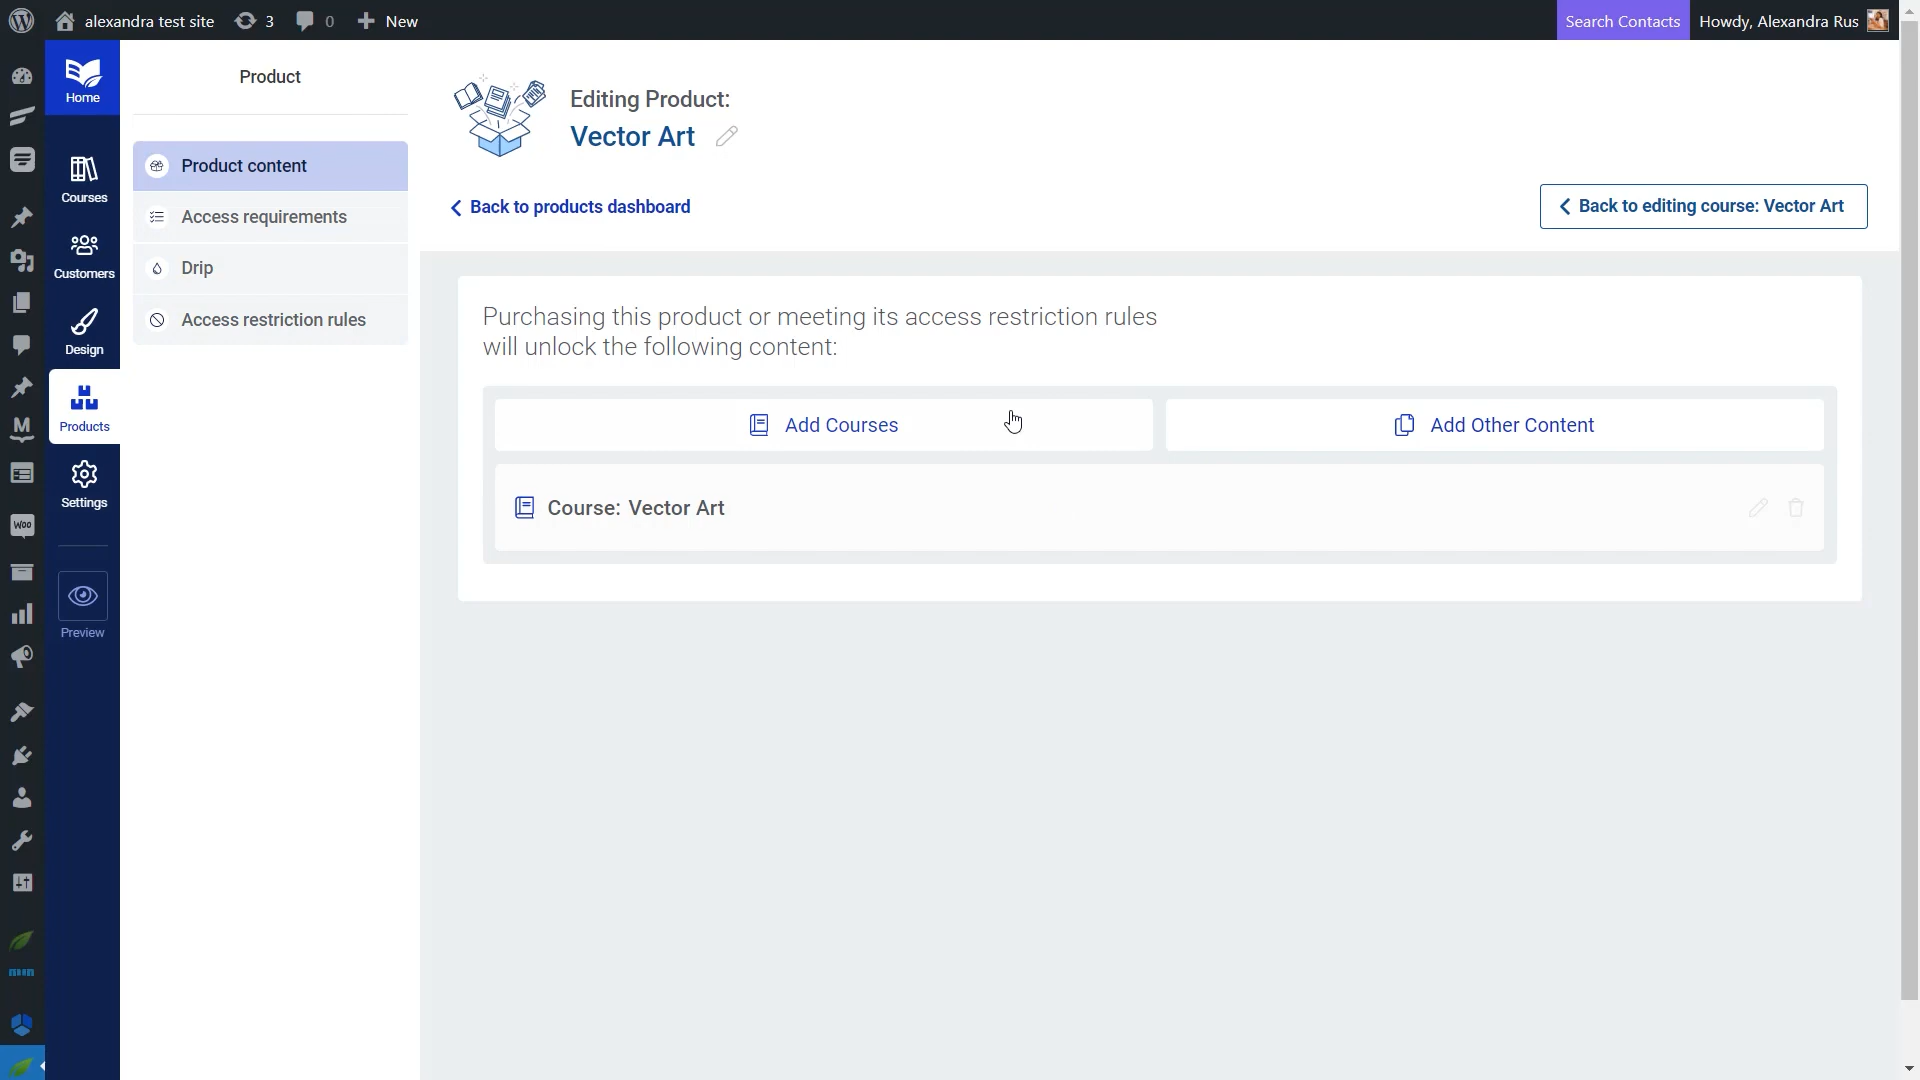 alexandra test site
3
0
New
Search Contacts
Howdy, Alexandra Rus
Home
Courses
Customers
Design
Products
Settings
Preview
M
WOO
Product
Product content
Access requirements
Drip
Access restriction rules
Editing Product:
Vector Art
Back to products dashboard
Back to editing course: Vector Art
Purchasing this product or meeting its access restriction rules
will unlock the following content:
Add Courses
Add Other Content
Course: Vector Art